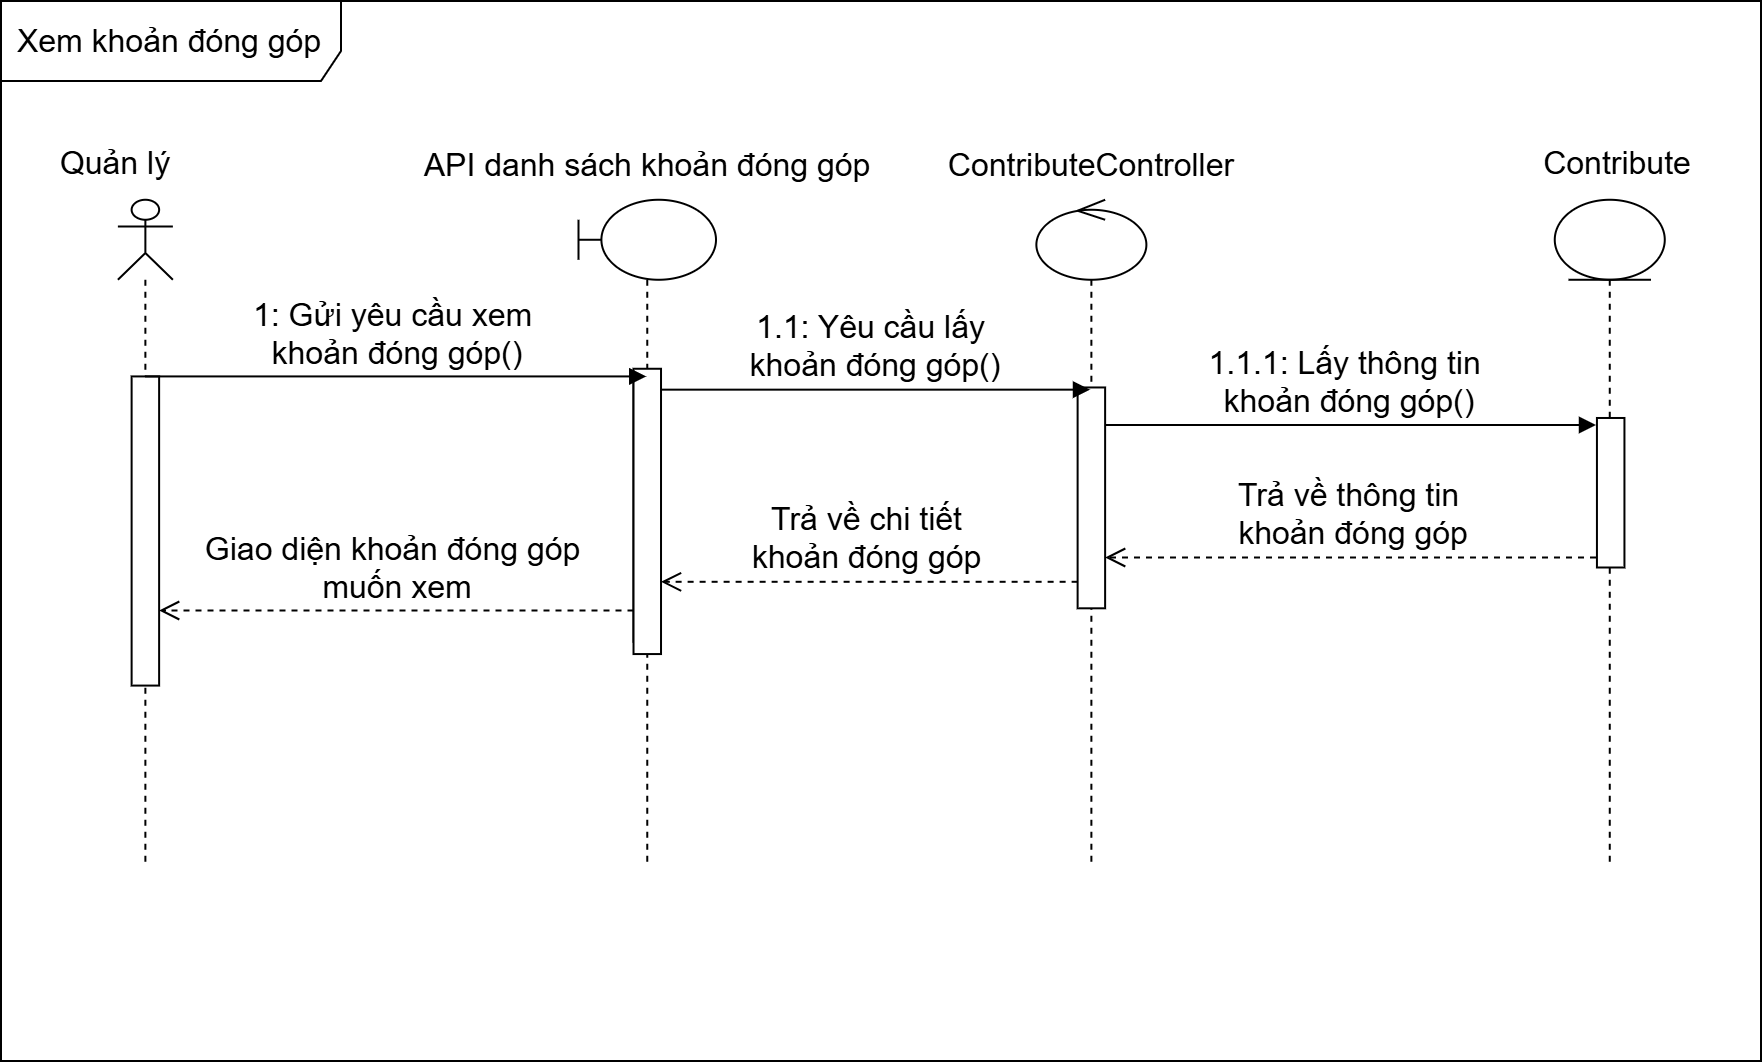 Xem khoản đóng góp
Quản lý
API danh sách khoản đóng góp
ContributeController
Contribute
1: Gửi yêu cầu xem
khoản đóng góp()
1.1: Yêu cầu lấy
khoản đóng góp()
1.1.1: Lấy thông tin
khoản đóng góp()
Trả về thông tin
khoản đóng góp
Trả về chi tiết
khoản đóng góp
Giao diện khoản đóng góp
muốn xem